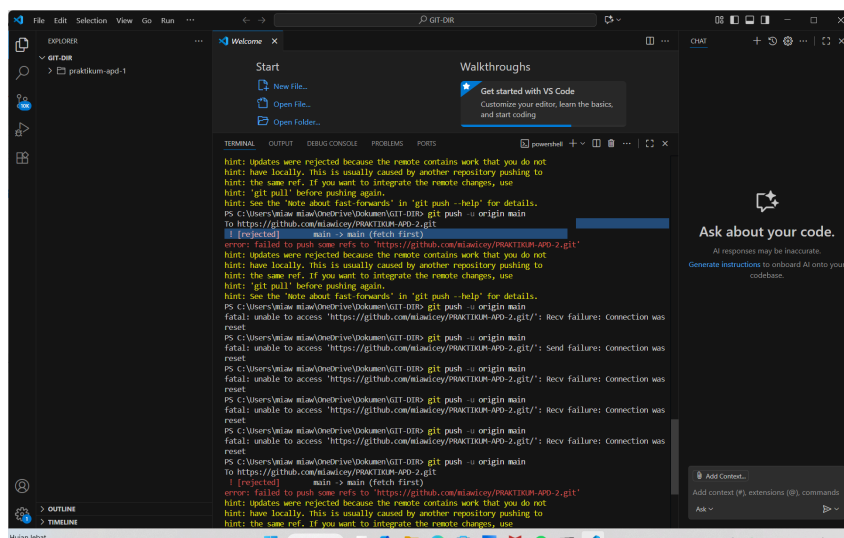 File Edit Selection View Go Run ···
GIT-DIR
EXPLORER
GIT-DIR
praktikum-apd-1
10K
OUTLINE
TIMELINE
Welcome
Start
New File...
Open File...
Open Folder...
Walkthroughs
Get started with VS Code
Customize your editor, learn the basics,
and start coding
TERMINAL OUTPUT DEBUG CONSOLE PROBLEMS PORTS
powershell
hint: Updates were rejected because the remote contains work that you do not
hint: have locally. This is usually caused by another repository pushing to
hint: the same ref. If you want to integrate the remote changes, use
hint: 'git pull' before pushing again.
hint: See the 'Note about fast-forwards' in 'git push --help' for details.
PS C:\Users\miaw miaw\OneDrive\Dokumen\GIT-DIR> git push -u origin main
To https://github.com/miawicey/PRAKTIKUM-APD-2.git
! [rejected] main -> main (fetch first)
error: failed to push some refs to 'https://github.com/miawicey/PRAKTIKUM-APD-2.git'
hint: Updates were rejected because the remote contains work that you do not
hint: have locally. This is usually caused by another repository pushing to
hint: the same ref. If you want to integrate the remote changes, use
hint: 'git pull' before pushing again.
hint: See the 'Note about fast-forwards' in 'git push --help' for details.
PS C:\Users\miaw miaw\OneDrive\Dokumen\GIT-DIR> git push -u origin main
fatal: unable to access 'https://github.com/miawicey/PRAKTIKUM-APD-2.git/': Recv failure: Connection was
reset
PS C:\Users\miaw miaw\OneDrive\Dokumen\GIT-DIR> git push -u origin main
fatal: unable to access 'https://github.com/miawicey/PRAKTIKUM-APD-2.git/': Send failure: Connection was
reset
PS C:\Users\miaw miaw\OneDrive\Dokumen\GIT-DIR> git push -u origin main
fatal: unable to access 'https://github.com/miawicey/PRAKTIKUM-APD-2.git/': Recv failure: Connection was
reset
PS C:\Users\miaw miaw\OneDrive\Dokumen\GIT-DIR> git push -u origin main
fatal: unable to access 'https://github.com/miawicey/PRAKTIKUM-APD-2.git/': Recv failure: Connection was
reset
PS C:\Users\miaw miaw\OneDrive\Dokumen\GIT-DIR> git push -u origin main
fatal: unable to access 'https://github.com/miawicey/PRAKTIKUM-APD-2.git/': Recv failure: Connection was
reset
PS C:\Users\miaw miaw\OneDrive\Dokumen\GIT-DIR> git push -u origin main
To https://github.com/miawicey/PRAKTIKUM-APD-2.git
! [rejected] main -> main (fetch first)
error: failed to push some refs to 'https://github.com/miawicey/PRAKTIKUM-APD-2.git'
hint: Updates were rejected because the remote contains work that you do not
hint: have locally. This is usually caused by another repository pushing to
hint: the same ref. If you want to integrate the remote changes, use
CHAT
Ask about your code.
AI responses may be inaccurate.
Generate instructions to onboard AI onto your
codebase.
Add Context...
Add context (#), extensions (@), commands
Ask
Hujan lebat